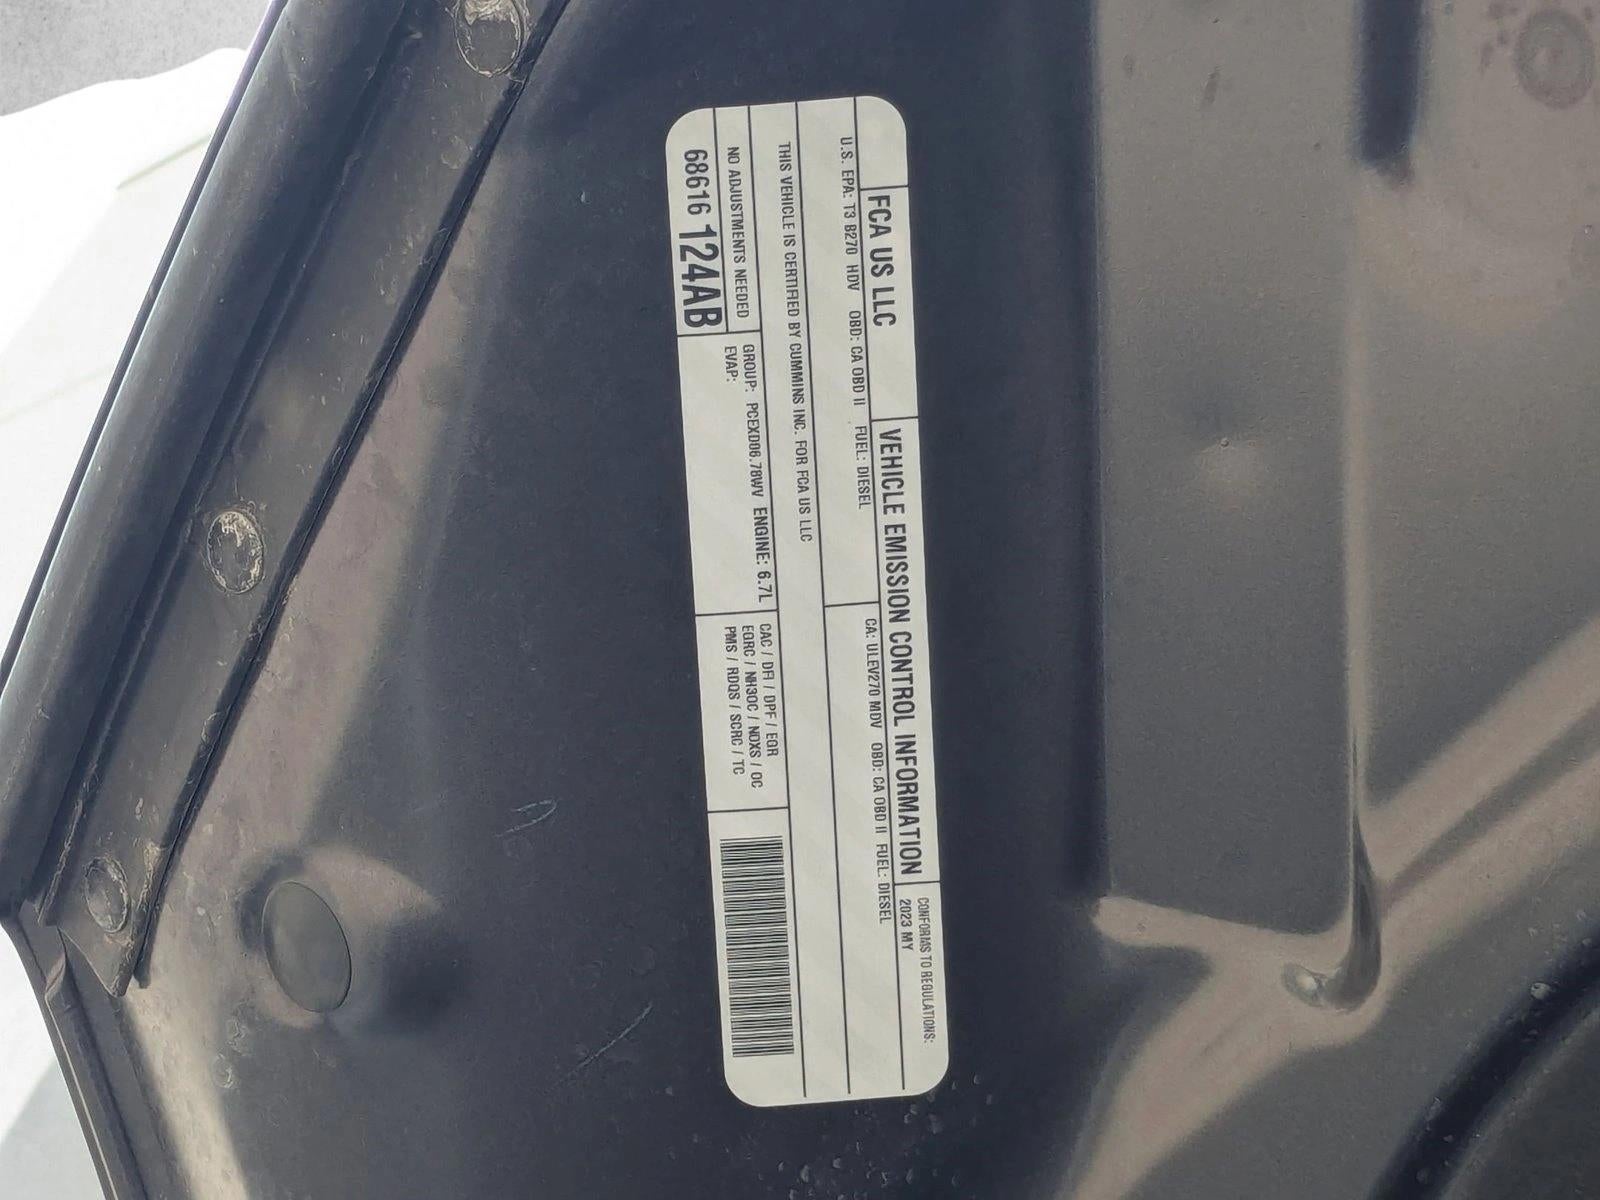 FCA US LLC
VEHICLE EMISSION CONTROL INFORMATION
CONFORMS TO REGULATIONS:
2023 MY
U.S. EPA: T3 B270 HDV OBD: CA OBD II FUEL: DIESEL
CA: ULEV270 MDV OBD: CA OBD II FUEL: DIESEL
THIS VEHICLE IS CERTIFIED BY CUMMINS INC. FOR FCA US LLC
NO ADJUSTMENTS NEEDED
68616 124AB
GROUP: PCEXD06.78WV ENGINE: 6.7L
EVAP:
CAC / DFI / DPF / EGR
EGRC / NH3OC / NOXS / OC
PMS / RDQS / SCRC / TC